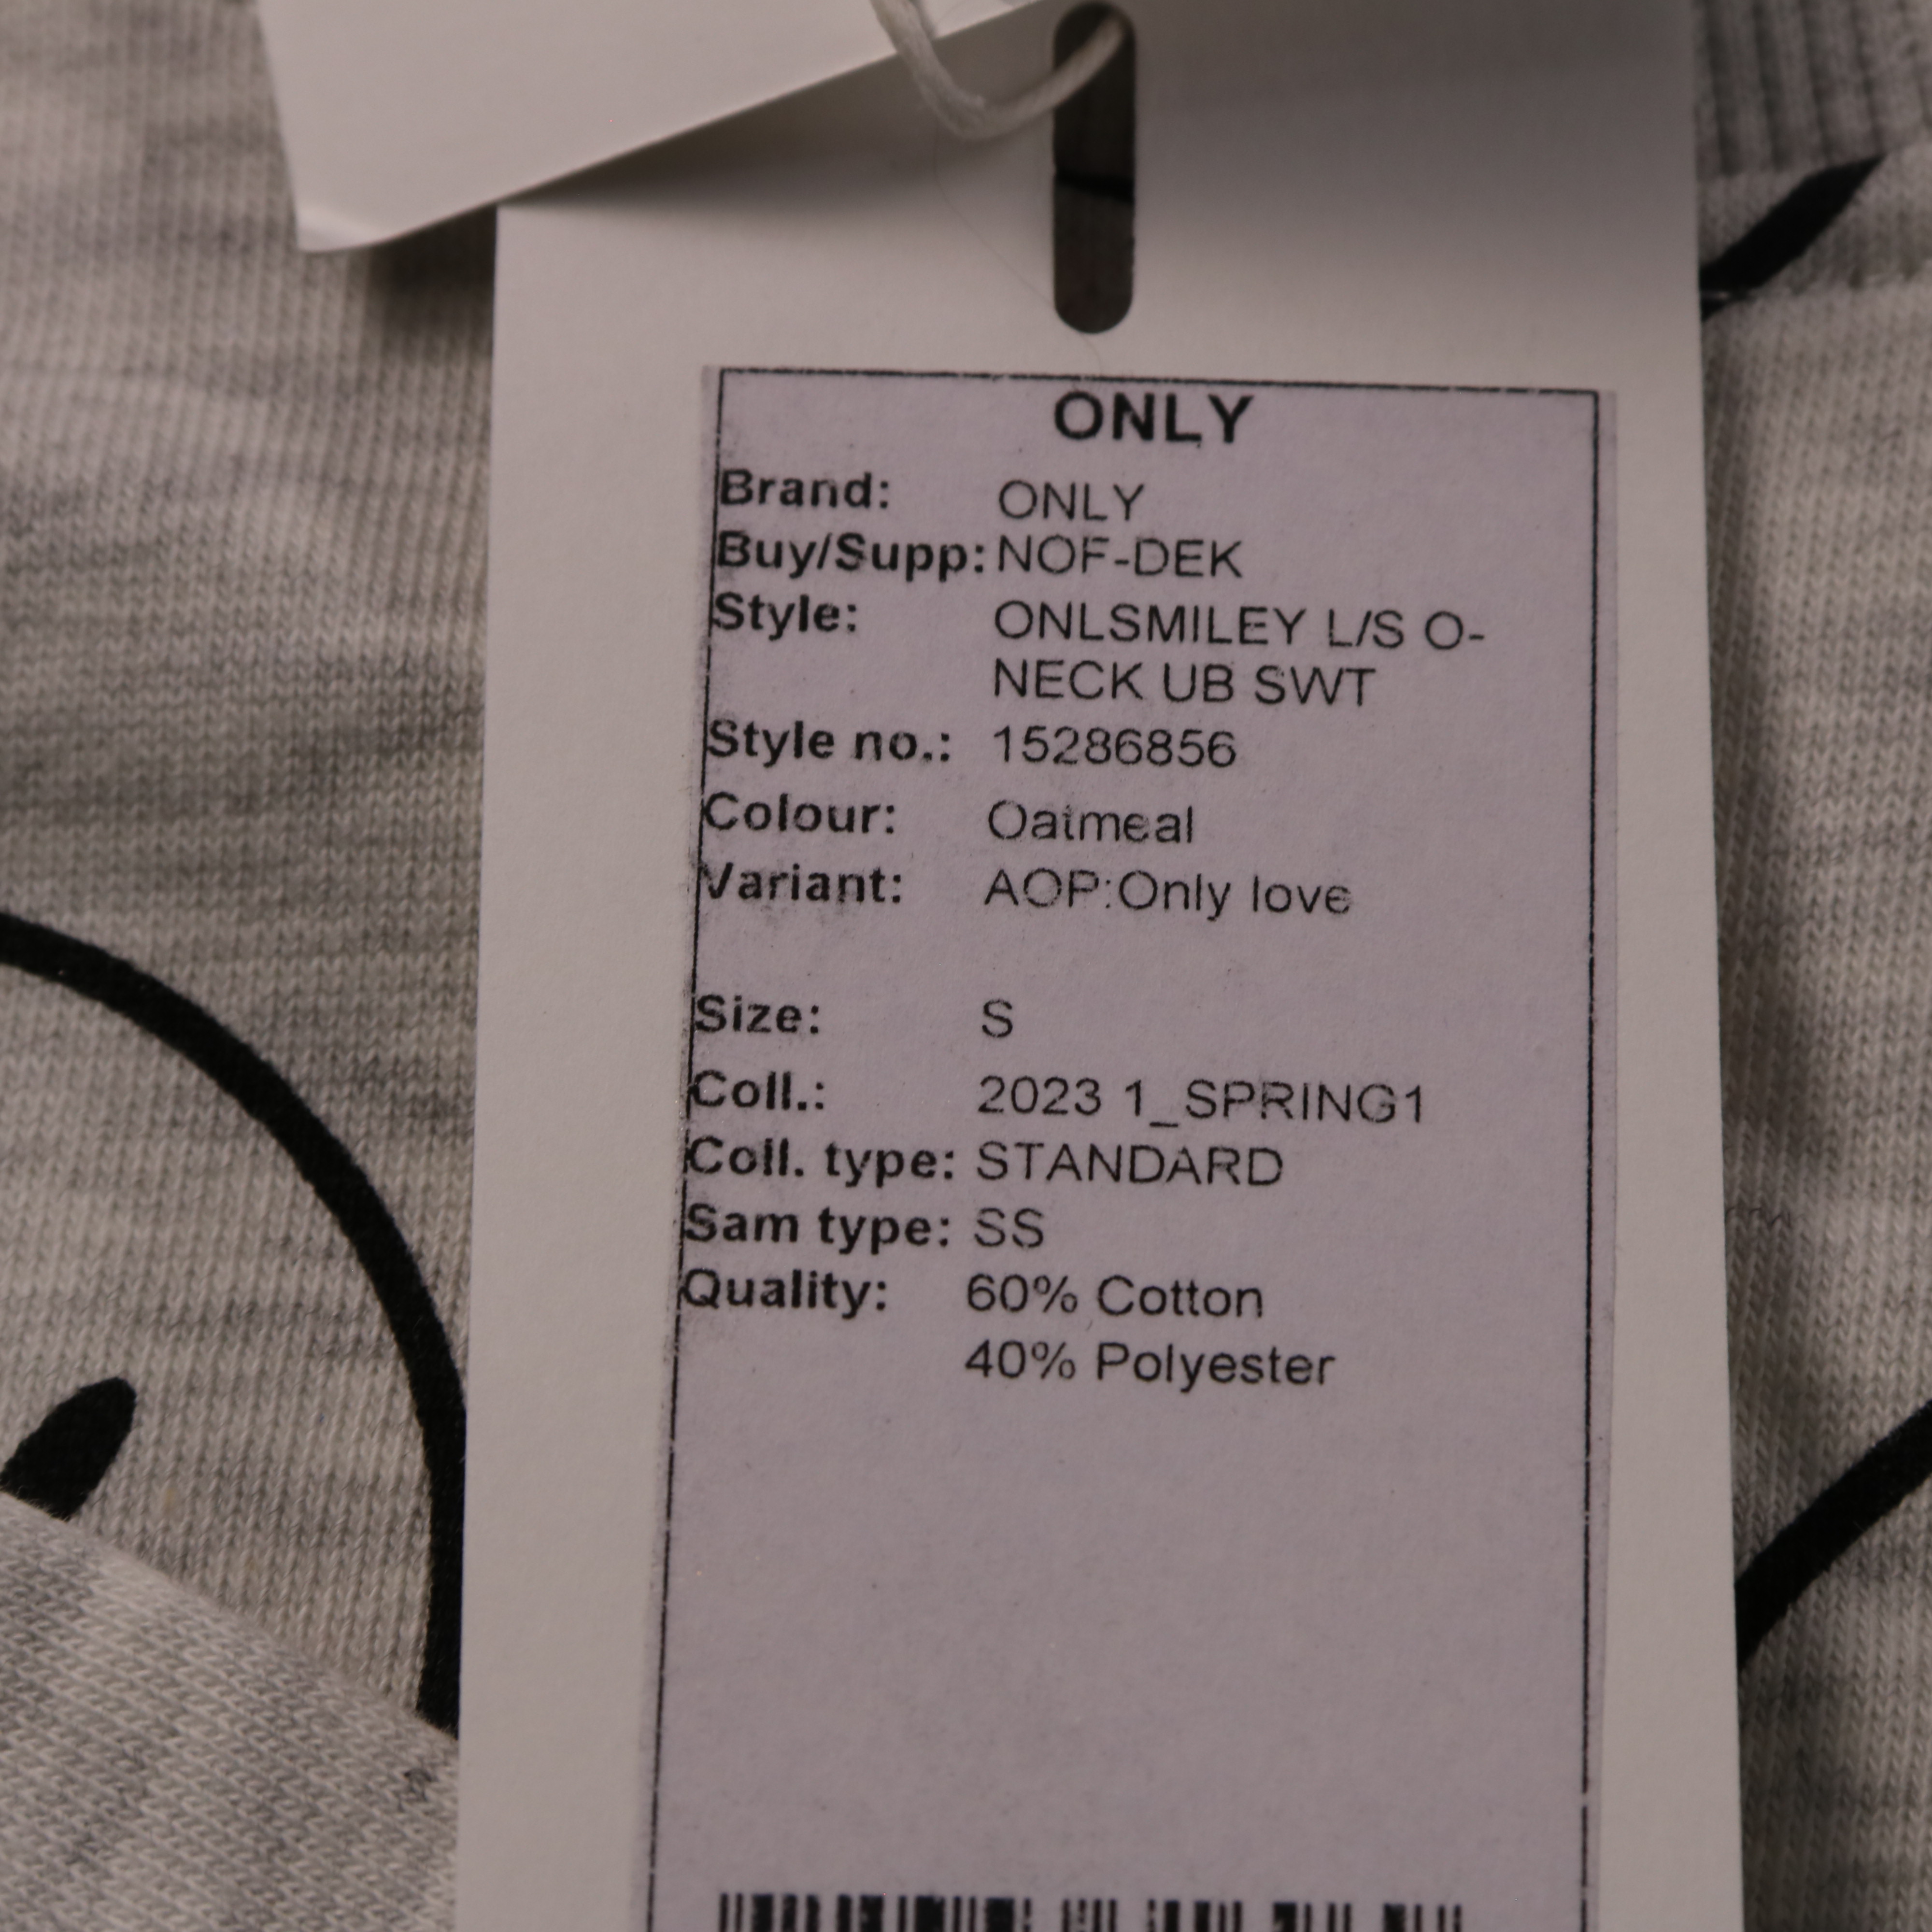 ONLY
Brand: ONLY
Buy/Supp: NOF-DEK
Style: ONLSMILEY L/S O-
NECK UB SWT
Style no.: 15286856
Colour: Oatmeal
Variant: AOP:Only love
Size: S
Coll.: 2023 1_SPRING1
Coll. type: STANDARD
Sam type: SS
Quality: 60% Cotton
40% Polyester